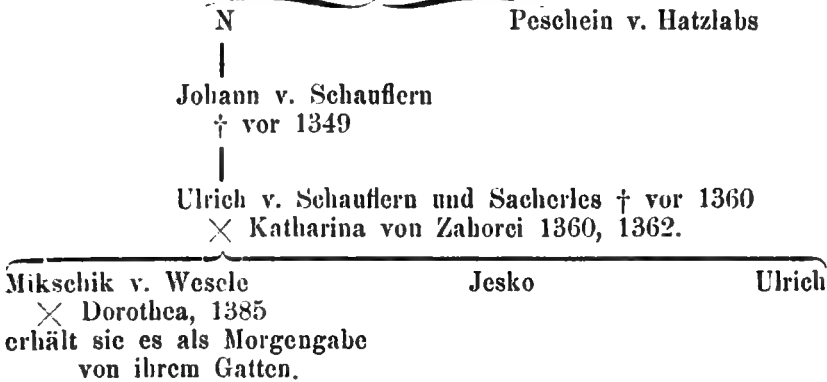 N Peschein v. Hatzlabs
Johann v. Schauflern
† vor 1349
Ulrich v. Schauflern und Sacherles † vor 1360
⨉ Katharina von Zahorei 1360, 1362.
Mikschik v. Wesele Jesko Ulrich
⨉ Dorothea, 1385
erhält sie es als Morgengabe
von ihrem Gatten.